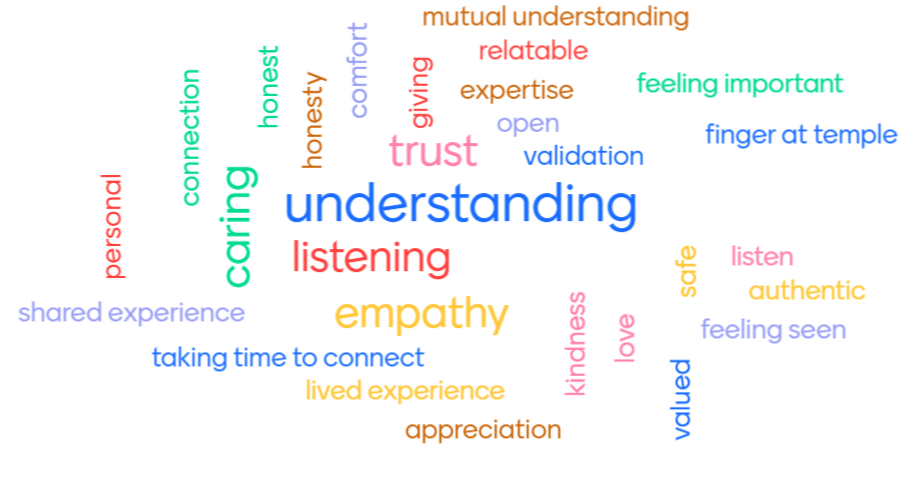 mutual understanding
relatable
comfort
honest
giving
connection
honesty
expertise
feeling important
open
finger at temple
trust
validation
caring
personal
understanding
listening
safe
listen
authentic
shared experience
empathy
kindness
love
feeling seen
taking time to connect
valued
lived experience
appreciation